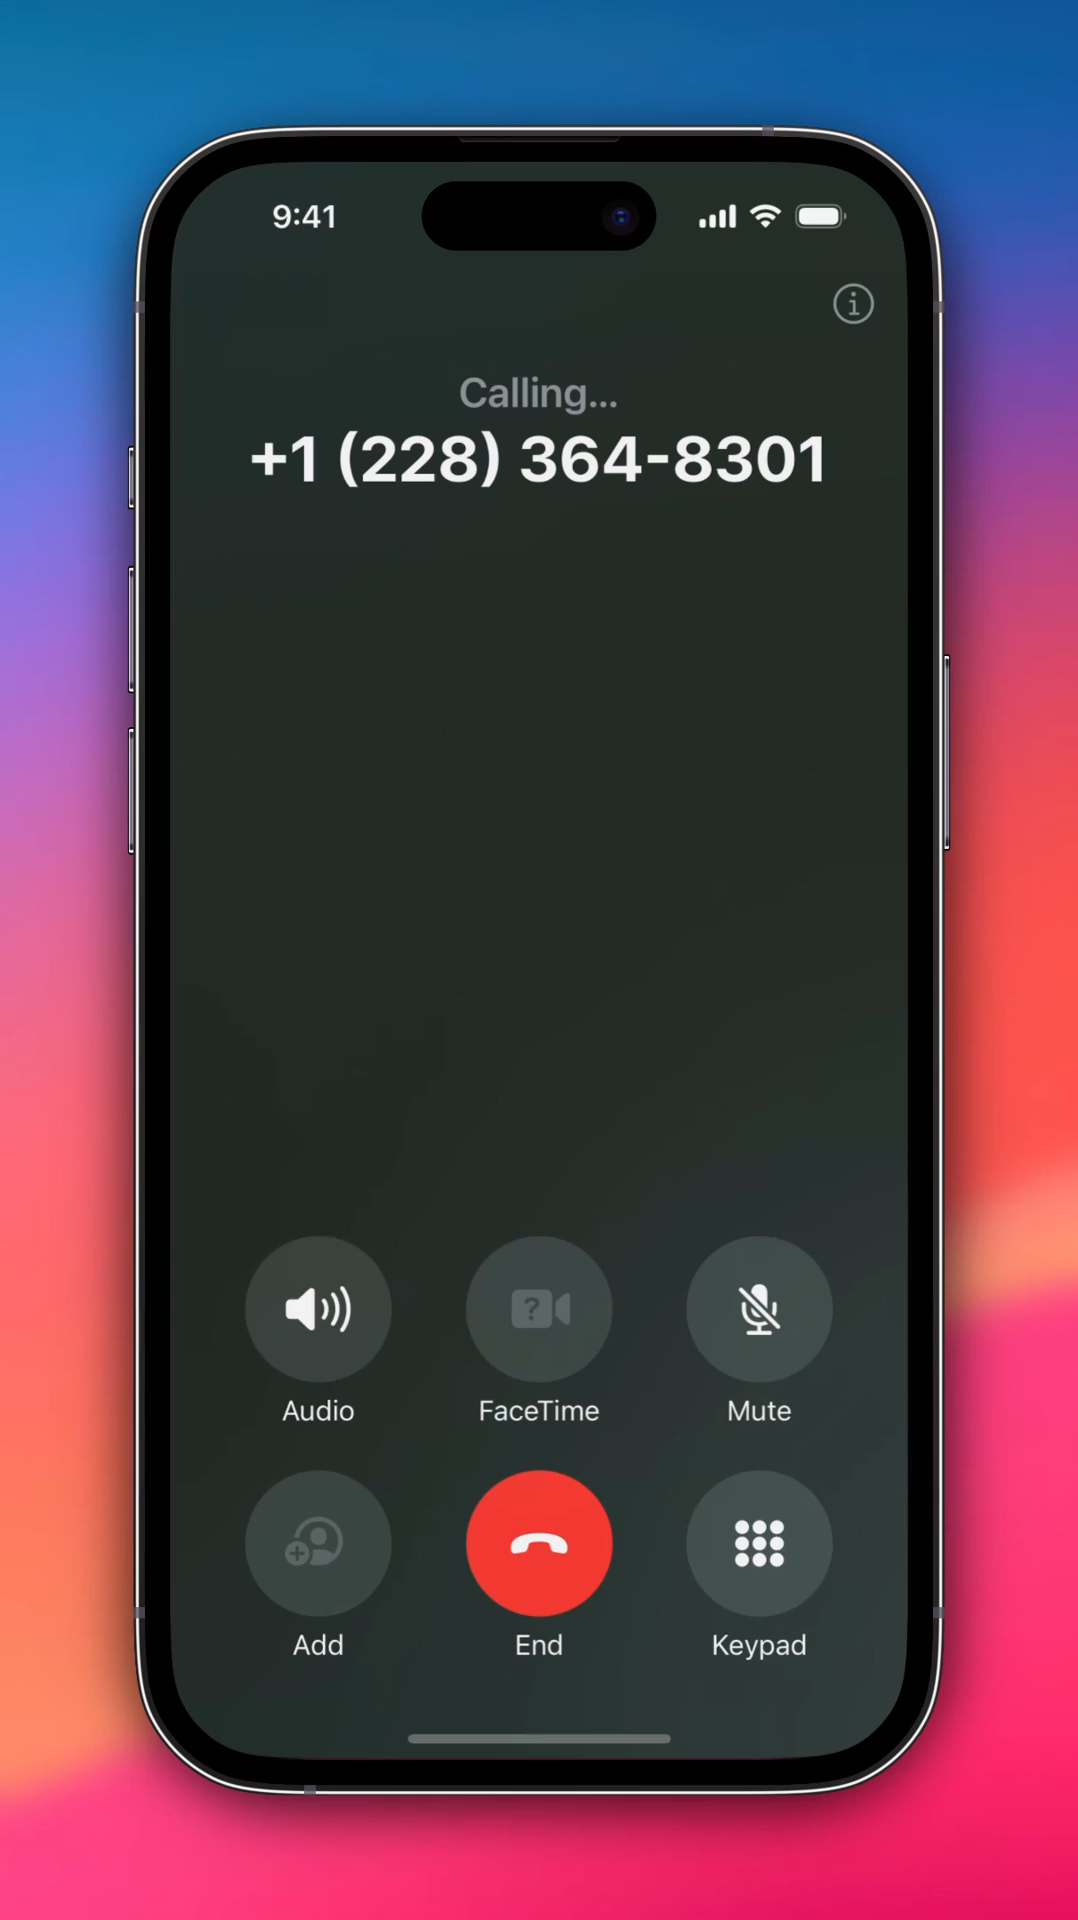 9:41
Calling...
+1 (228) 364-8301
Audio FaceTime Mute
Add End Keypad